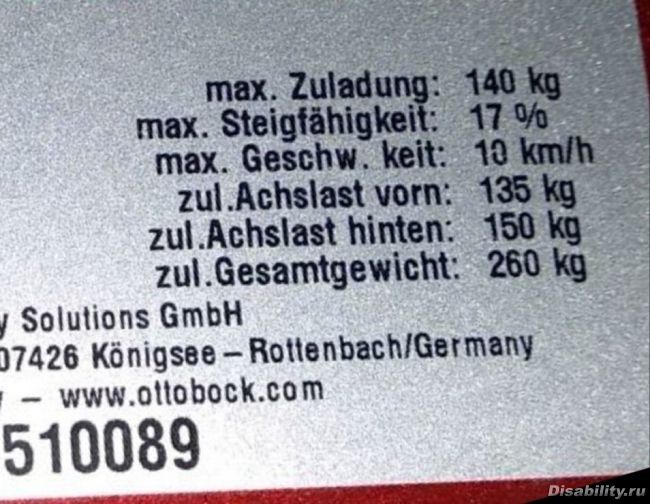 max. Zuladung: 140 kg
max. Steigfähigkeit: 17 %
max. Geschw. keit: 10 km/h
zul.Achslast vorn: 135 kg
zul.Achslast hinten: 150 kg
zul.Gesamtgewicht: 260 kg
y Solutions GmbH
07426 Königsee – Rottenbach/Germany
– www.ottobock.com
510089
Disability.ru